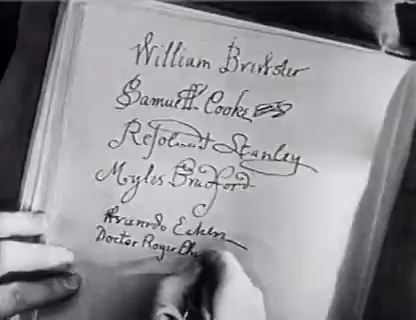 William Brewster
Samuell Cooke
Resolued Stanley
Myles Bradford
Doctor Roger